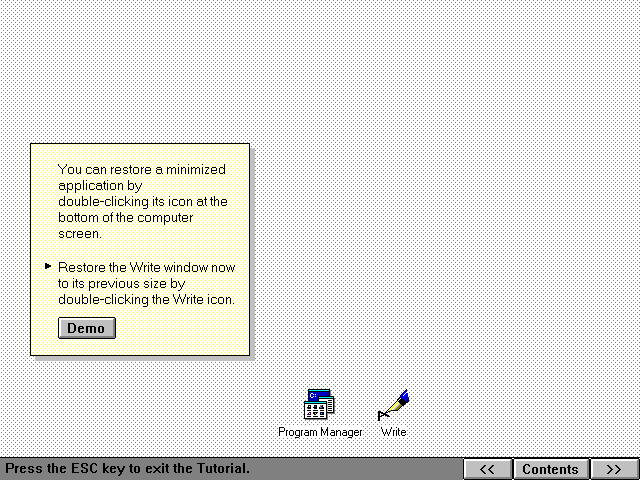 You can restore a minimized
application by
double-clicking its icon at the
bottom of the computer
screen.
Restore the Write window now
to its previous size by
double-clicking the Write icon.
Demo
Program Manager
Write
Press the ESC key to exit the Tutorial.
<<
Contents
>>